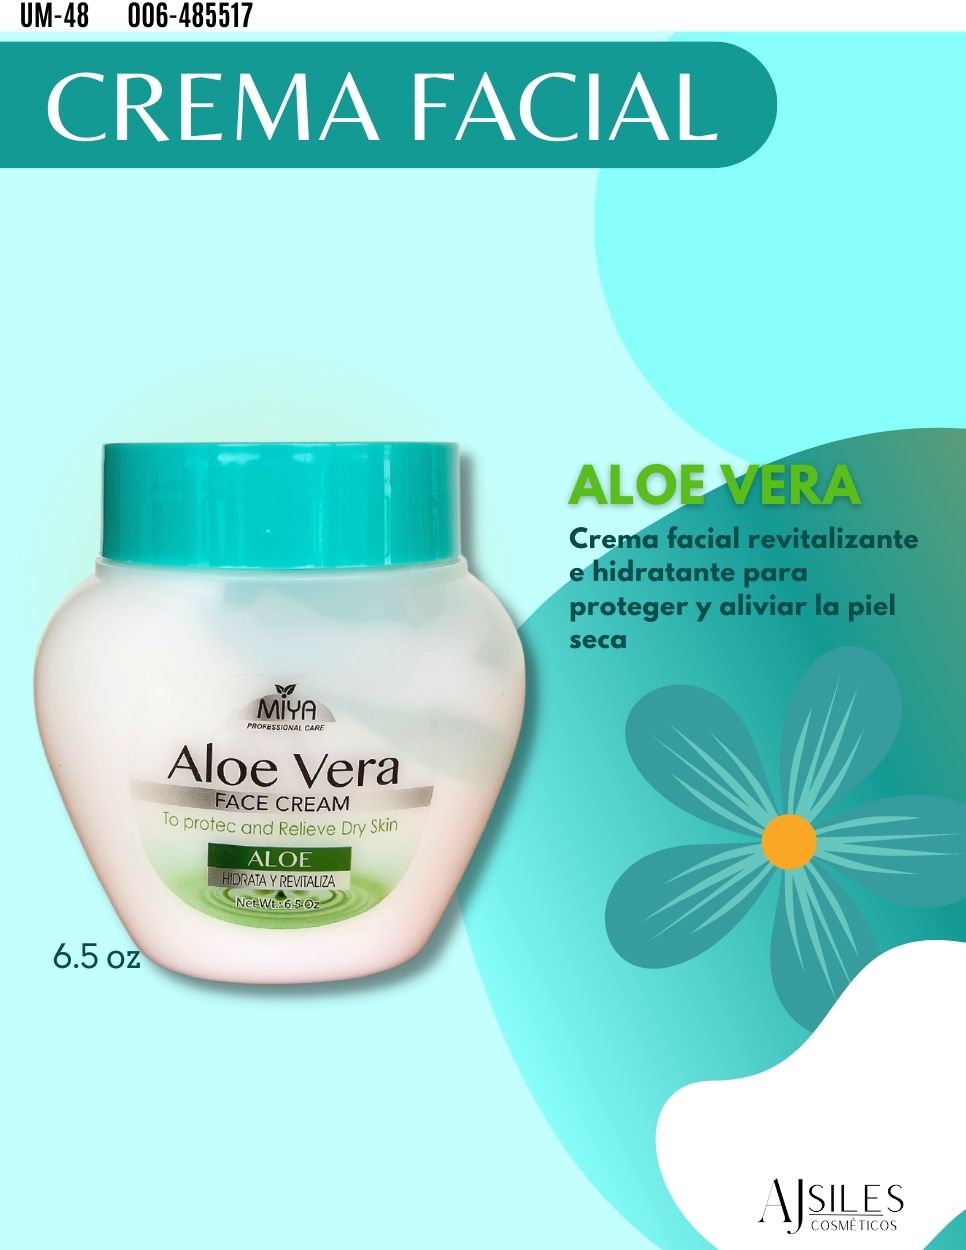 UM-48 006-485517
CREMA FACIAL
ALOE VERA
Crema facial revitalizante
e hidratante para
proteger y aliviar la piel
seca
MIYA
PROFESSIONAL CARE
Aloe Vera
FACE CREAM
To protec and Relieve Dry Skin
ALOE
HIDRATA Y REVITALIZA
Net Wt.: 6.5 Oz
6.5 oz
AJSILES
COSMÉTICOS